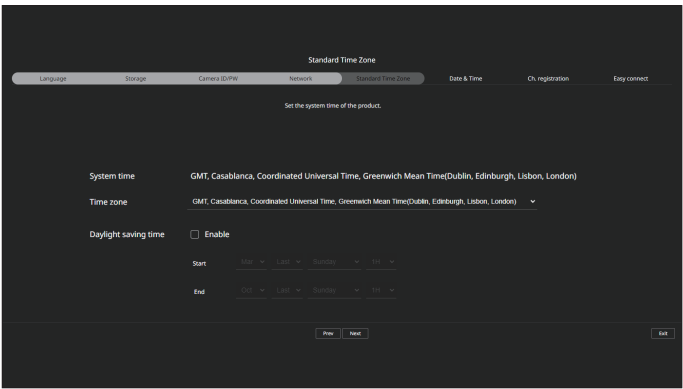 Standard Time Zone
Language Storage Camera ID/PW Network Standard Time Zone Date & Time Ch. registration Easy connect
Set the system time of the product.
System time GMT, Casablanca, Coordinated Universal Time, Greenwich Mean Time(Dublin, Edinburgh, Lisbon, London)
Time zone GMT, Casablanca, Coordinated Universal Time, Greenwich Mean Time(Dublin, Edinburgh, Lisbon, London)
Daylight saving time Enable
Start Mar Last Sunday
End Oct Last Sunday
Prev Next Exit